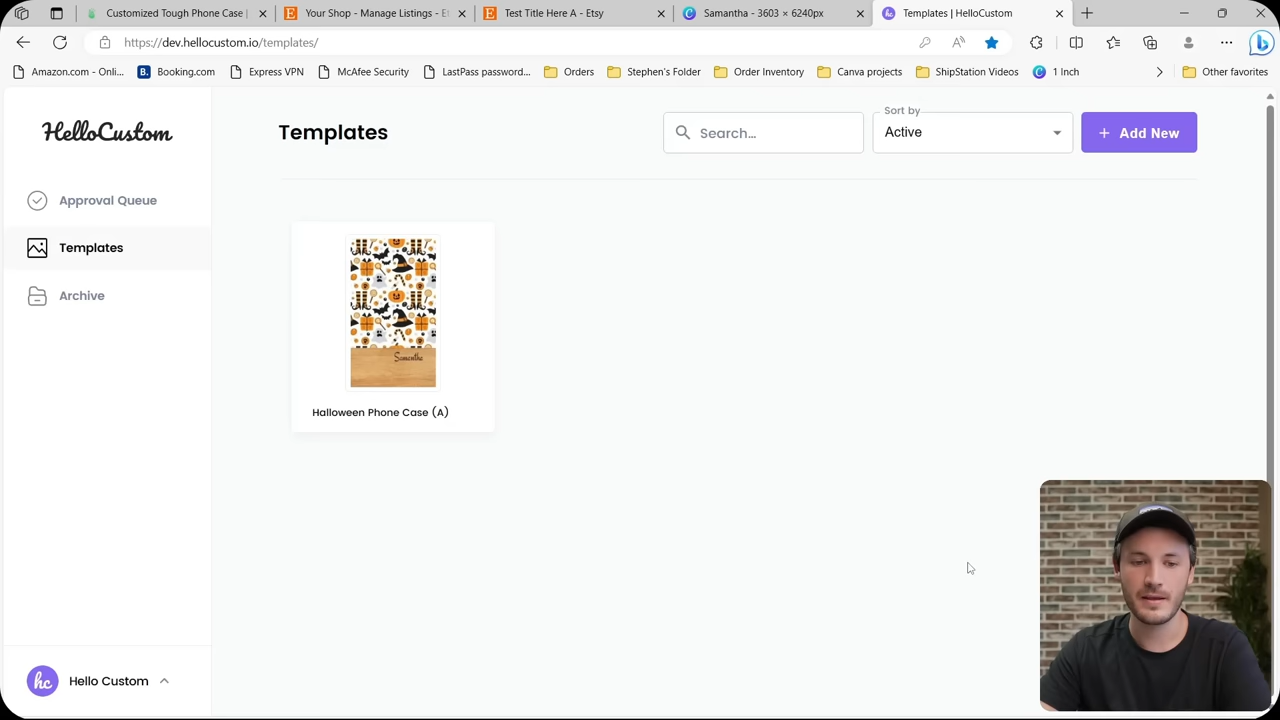 Customized Tough Phone Case |
Your Shop - Manage Listings - Et
Test Title Here A - Etsy
Samantha - 3603 × 6240px
Templates | HelloCustom
https://dev.hellocustom.io/templates/
Amazon.com - Onli...
Booking.com
Express VPN
McAfee Security
LastPass password...
Orders
Stephen's Folder
Order Inventory
Canva projects
ShipStation Videos
1 Inch
Other favorites
HelloCustom
Approval Queue
Templates
Archive
Templates
Search...
Sort by
Active
+ Add New
Samantha
Halloween Phone Case (A)
hc
Hello Custom